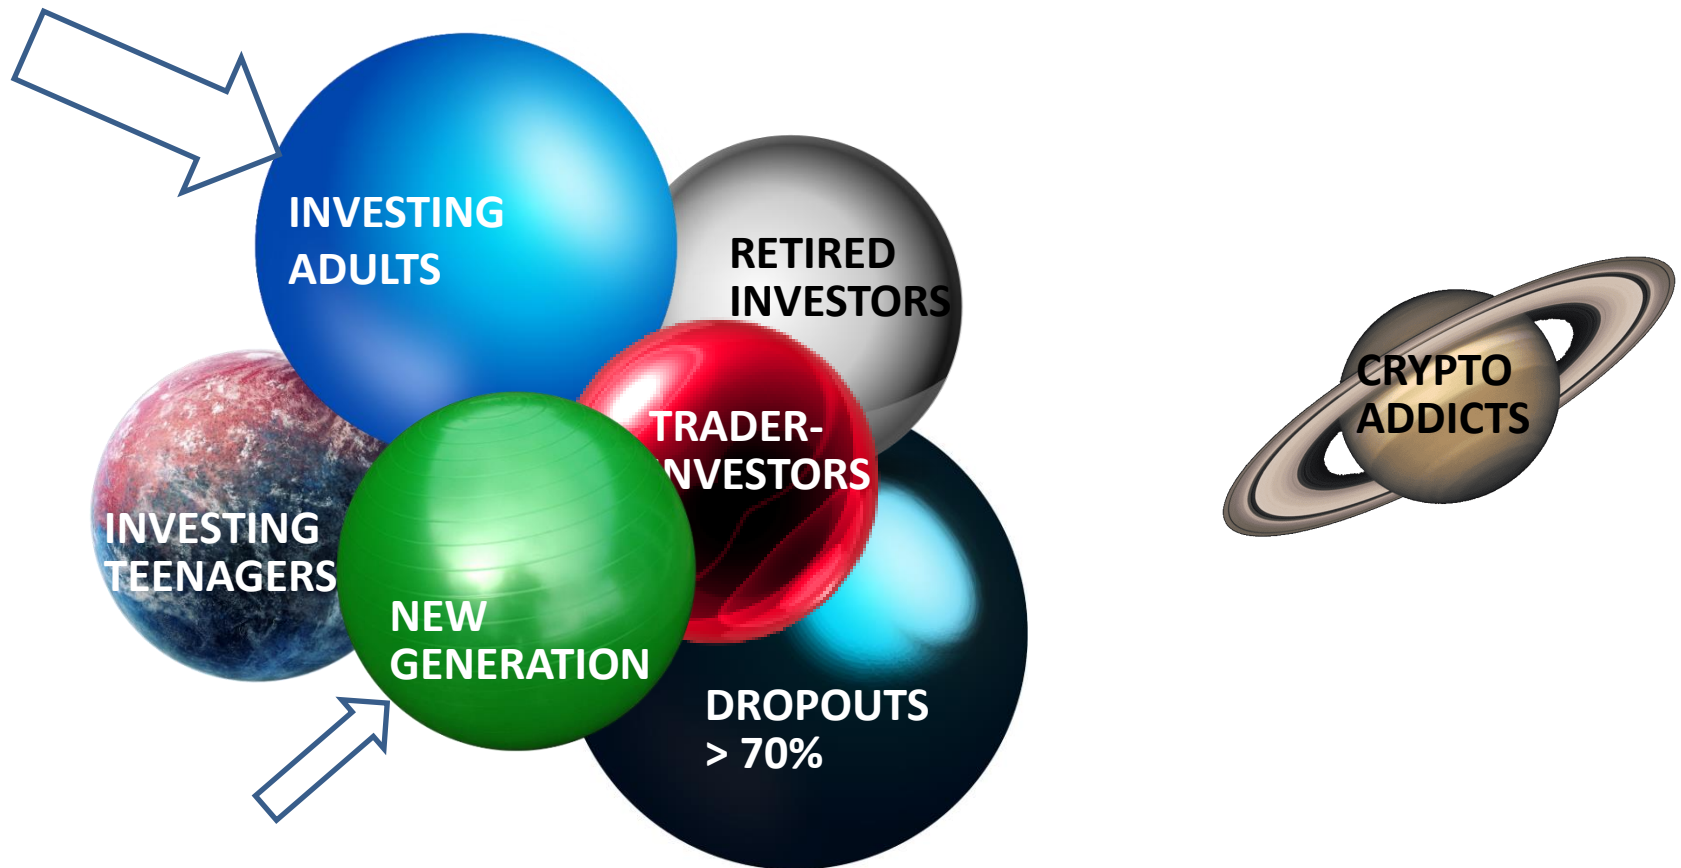 INVESTING
ADULTS
RETIRED
INVESTORS
CRYPTO
ADDICTS
TRADER-
INVESTORS
INVESTING
TEENAGERS
NEW
GENERATION
DROPOUTS
> 70%